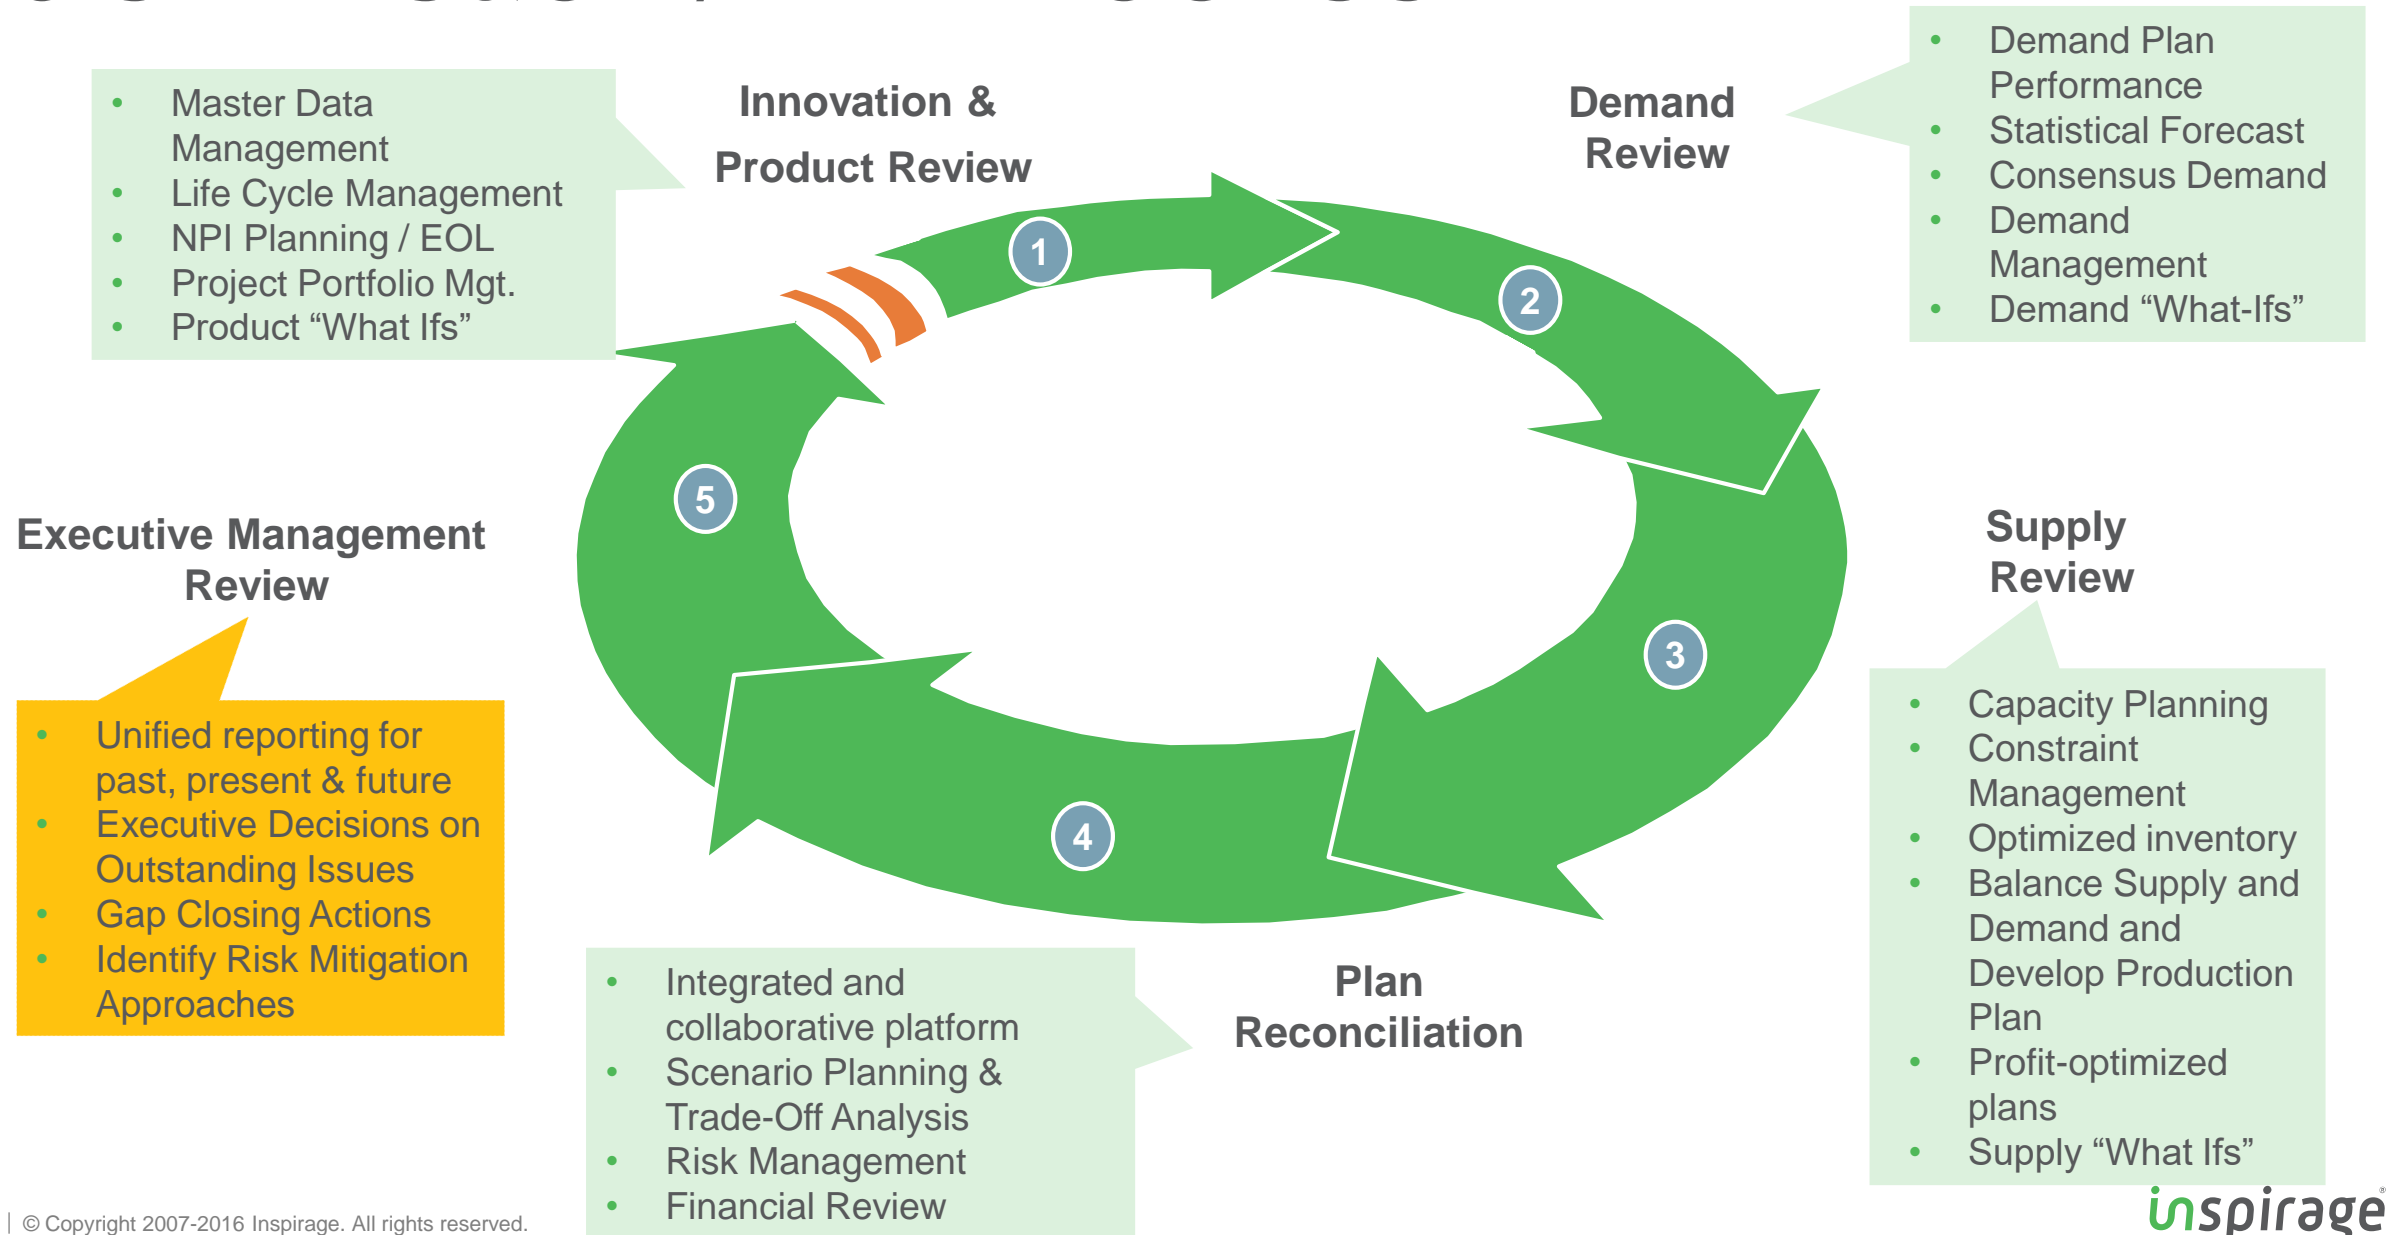 Innovation &
Product Review
• Master Data
Management
• Life Cycle Management
• NPI Planning / EOL
• Project Portfolio Mgt.
• Product “What Ifs”
Demand
Review
• Demand Plan
Performance
• Statistical Forecast
• Consensus Demand
• Demand
Management
• Demand “What-Ifs”
1
2
3
4
5
Supply
Review
• Capacity Planning
• Constraint
Management
• Optimized inventory
• Balance Supply and
Demand and
Develop Production
Plan
• Profit-optimized
plans
• Supply “What Ifs”
Plan
Reconciliation
• Integrated and
collaborative platform
• Scenario Planning &
Trade-Off Analysis
• Risk Management
• Financial Review
Executive Management
Review
• Unified reporting for
past, present & future
• Executive Decisions on
Outstanding Issues
• Gap Closing Actions
• Identify Risk Mitigation
Approaches
| © Copyright 2007-2016 Inspirage. All rights reserved.
inspirage®